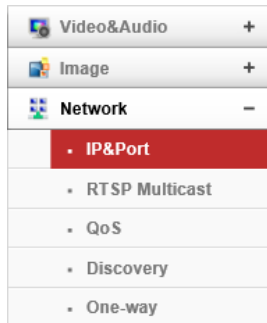 Video&Audio +
Image +
Network −
IP&Port
RTSP Multicast
QoS
Discovery
One-way